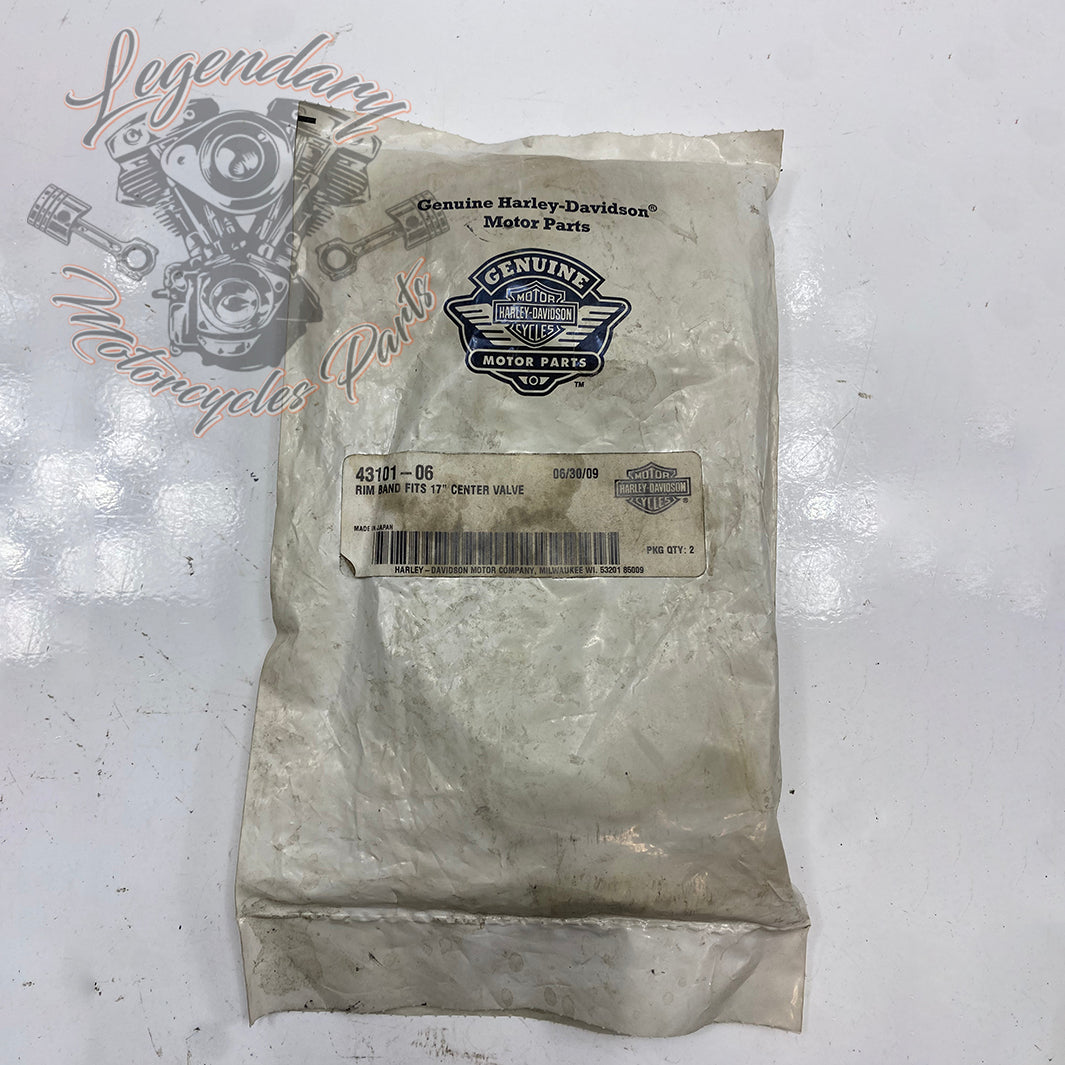 Legendary
Motorcycles Parts
Genuine Harley-Davidson®
Motor Parts
GENUINE
MOTOR
HARLEY-DAVIDSON
CYCLES
MOTOR PARTS
™
43101-06
06/30/09
RIM BAND FITS 17" CENTER VALVE
MOTOR
HARLEY-DAVIDSON
CYCLES
®
MADE IN JAPAN
PKG QTY: 2
HARLEY-DAVIDSON MOTOR COMPANY, MILWAUKEE WI. 53201 85009